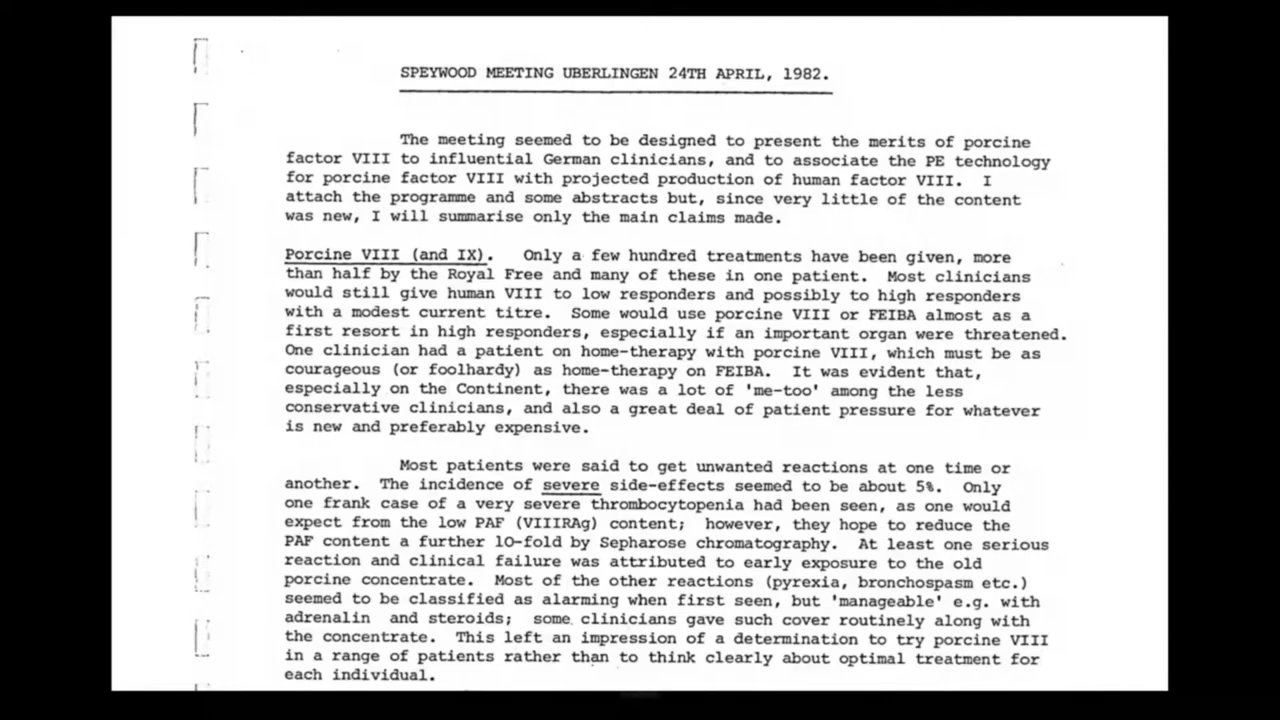 SPEYWOOD MEETING UBERLINGEN 24TH APRIL, 1982.
The meeting seemed to be designed to present the merits of porcine
factor VIII to influential German clinicians, and to associate the PE technology
for porcine factor VIII with projected production of human factor VIII. I
attach the programme and some abstracts but, since very little of the content
was new, I will summarise only the main claims made.
Porcine VIII (and IX). Only a few hundred treatments have been given, more
than half by the Royal Free and many of these in one patient. Most clinicians
would still give human VIII to low responders and possibly to high responders
with a modest current titre. Some would use porcine VIII or FEIBA almost as a
first resort in high responders, especially if an important organ were threatened.
One clinician had a patient on home-therapy with porcine VIII, which must be as
courageous (or foolhardy) as home-therapy on FEIBA. It was evident that,
especially on the Continent, there was a lot of 'me-too' among the less
conservative clinicians, and also a great deal of patient pressure for whatever
is new and preferably expensive.
Most patients were said to get unwanted reactions at one time or
another. The incidence of severe side-effects seemed to be about 5%. Only
one frank case of a very severe thrombocytopenia had been seen, as one would
expect from the low PAF (VIIIRAg) content; however, they hope to reduce the
PAF content a further 10-fold by Sepharose chromatography. At least one serious
reaction and clinical failure was attributed to early exposure to the old
porcine concentrate. Most of the other reactions (pyrexia, bronchospasm etc.)
seemed to be classified as alarming when first seen, but 'manageable' e.g. with
adrenalin and steroids; some clinicians gave such cover routinely along with
the concentrate. This left an impression of a determination to try porcine VIII
in a range of patients rather than to think clearly about optimal treatment for
each individual.